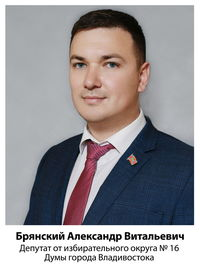 Брянский Александр Витальевич
Депутат от избирательного округа № 16
Думы города Владивостока